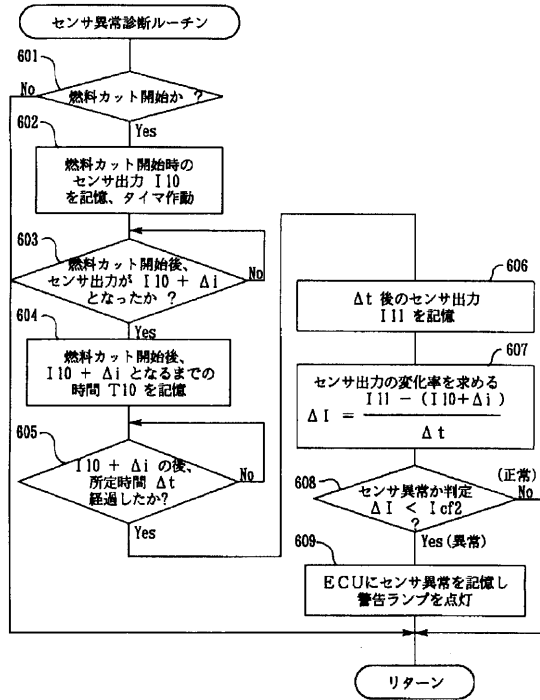 センサ異常診断ルーチン
601
燃料カット開始か ?
No
Yes
602
燃料カット開始時の
センサ出力 I10
を記憶、タイマ作動
603
燃料カット開始後、
センサ出力が I10 + Δi
となったか ?
No
Yes
604
燃料カット開始後、
I10 + Δi となるまでの
時間 T10 を記憶
605
I10 + Δi の後、
所定時間 Δt
経過したか?
No
Yes
606
Δt 後のセンサ出力
I11 を記憶
607
センサ出力の変化率を求める
ΔI = I11 - (I10+Δi)
Δt
608
センサ異常か判定
ΔI < Icf2
?
(正常)
No
Yes(異常)
609
ECUにセンサ異常を記憶し
警告ランプを点灯
リターン